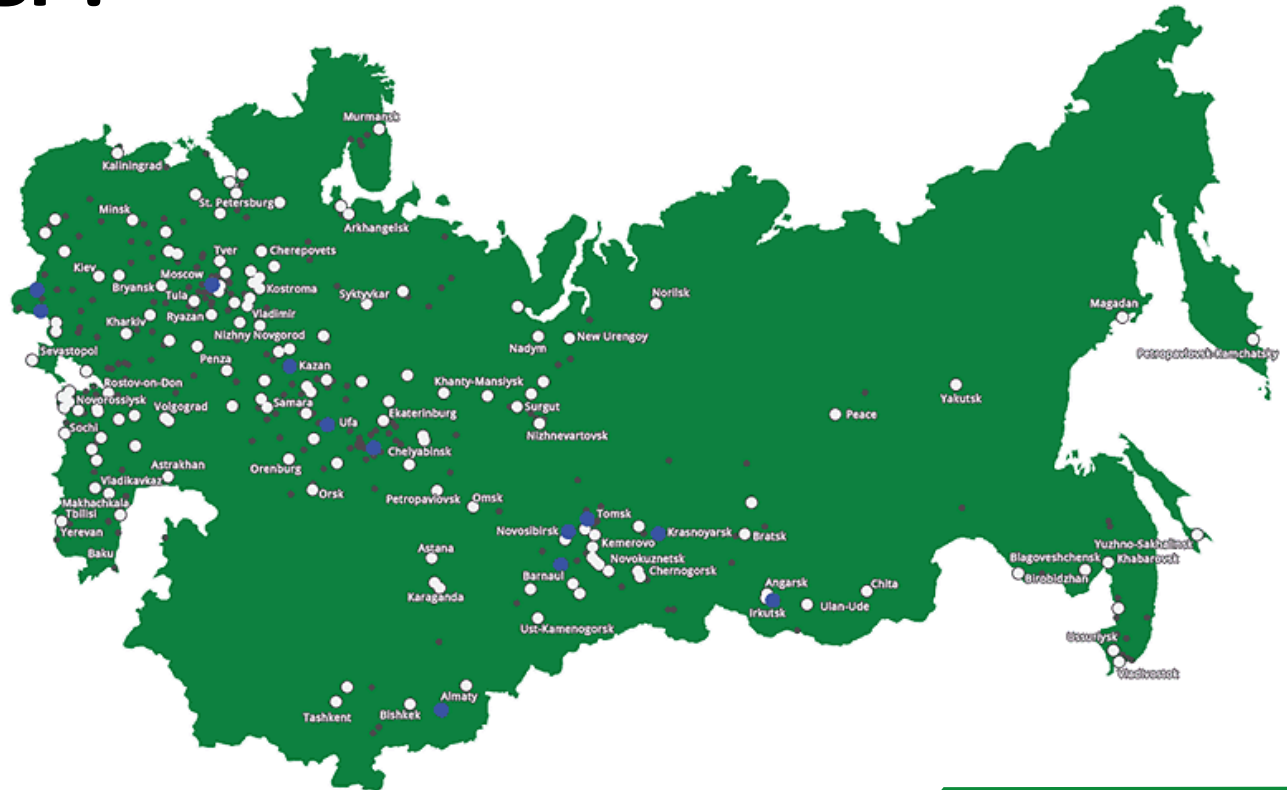 Murmansk
Kaliningrad
St. Petersburg
Minsk
Arkhangelsk
Tver
Cherepovets
Kiev
Moscow
Bryansk
Kostroma
Tula
Syktyvkar
Norilsk
Magadan
Ryazan
Vladimir
Kharkiv
Nizhny Novgorod
New Urengoy
Nadym
Sevastopol
Petropavlovsk-Kamchatsky
Penza
Kazan
Rostov-on-Don
Khanty-Mansiysk
Novorossiysk
Yakutsk
Volgograd
Samara
Surgut
Ekaterinburg
Peace
Sochi
Ufa
Nizhnevartovsk
Chelyabinsk
Astrakhan
Orenburg
Vladikavkaz
Orsk
Petropavlovsk
Omsk
Makhachkala
Tbilisi
Tomsk
Yerevan
Novosibirsk
Krasnoyarsk
Bratsk
Kemerovo
Yuzhno-Sakhalinsk
Baku
Astana
Novokuznetsk
Blagoveshchensk
Khabarovsk
Chernogorsk
Barnaul
Birobidzhan
Angarsk
Chita
Karaganda
Irkutsk
Ulan-Ude
Ust-Kamenogorsk
Ussuriysk
Vladivostok
Almaty
Tashkent
Bishkek